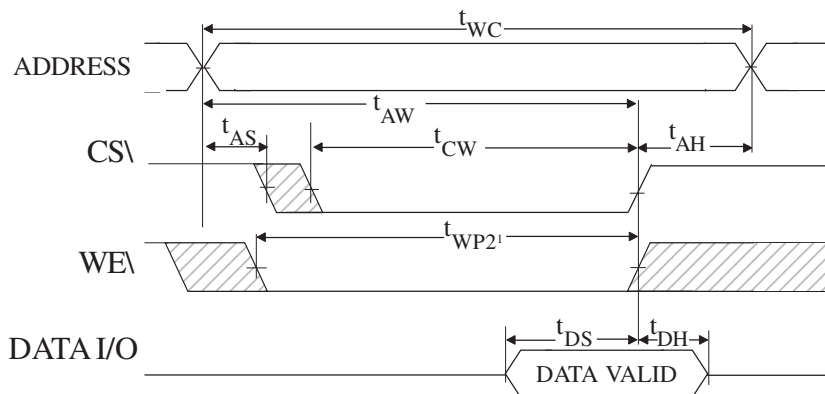 tWC
ADDRESS
tAW
tAS
tCW
tAH
CS\
tWP2¹
WE\
tDS
tDH
DATA I/O
DATA VALID